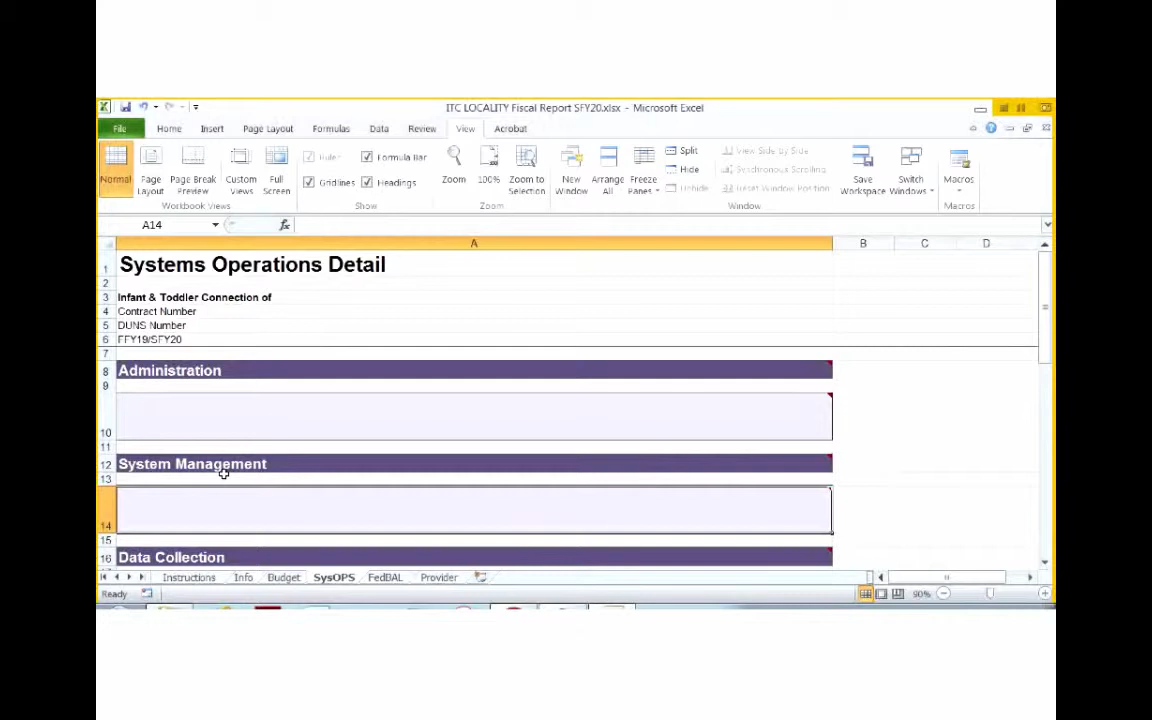 ITC LOCALITY Fiscal Report SFY20.xlsx - Microsoft Excel
File Home Insert Page Layout Formulas Data Review View Acrobat
Normal Page Layout Page Break Preview Custom Views Full Screen
Ruler Formula Bar
Gridlines Headings
Zoom 100% Zoom to Selection
New Window Arrange All Freeze Panes
Split
Hide
Unhide
View Side by Side
Synchronous Scrolling
Reset Window Position
Save Workspace Switch Windows Macros
Workbook Views Show Zoom Window Macros
A14 fx
A B C D
1 Systems Operations Detail
2
3 Infant & Toddler Connection of
4 Contract Number
5 DUNS Number
6 FFY19/SFY20
7
8 Administration
9
10
11
12 System Management
13
14
15
16 Data Collection
Instructions Info Budget SysOPS FedBAL Provider
Ready 90%